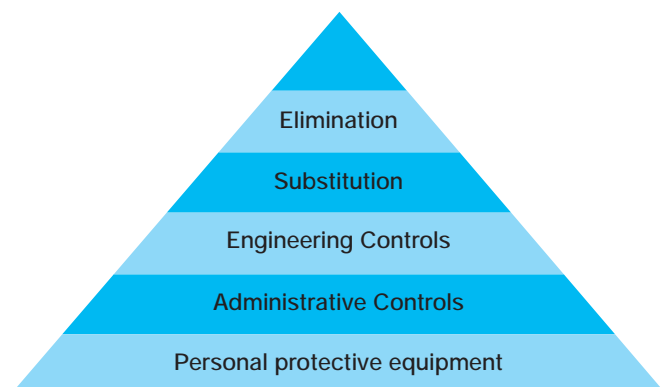 Elimination
Substitution
Engineering Controls
Administrative Controls
Personal protective equipment